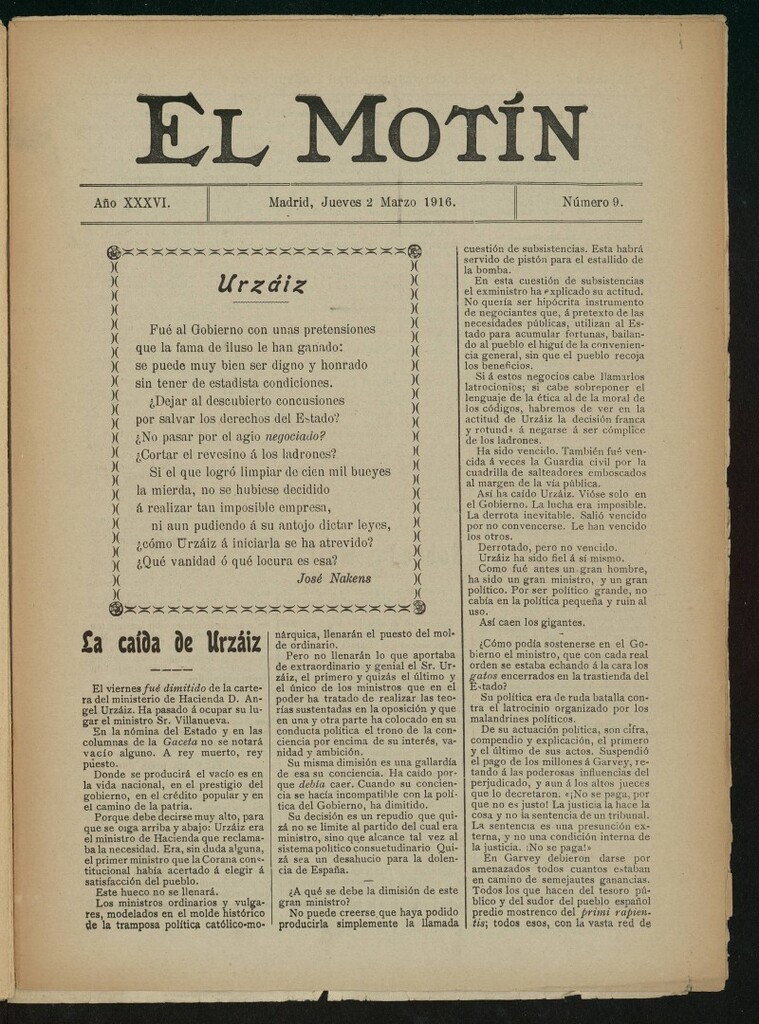 EL MOTÍN
Año XXXVI.
Madrid, Jueves 2 Marzo 1916.
Número 9.
Urzáiz
Fué al Gobierno con unas pretensiones
que la fama de iluso le han ganado:
se puede muy bien ser digno y honrado
sin tener de estadista condiciones.
¿Dejar al descubierto concusiones
por salvar los derechos del Estado?
¿No pasar por el agio negociado?
¿Cortar el revesino á los ladrones?
Si el que logró limpiar de cien mil bueyes
la mierda, no se hubiese decidido
á realizar tan imposible empresa,
ni aun pudiendo á su antojo dictar leyes,
¿cómo Urzáiz á iniciarla se ha atrevido?
¿Qué vanidad ó qué locura es esa?
José Nakens
La caída de Urzáiz
El viernes fué dimitido de la carte-
ra del ministerio de Hacienda D. An-
gel Urzáiz. Ha pasado á ocupar su lu-
gar el ministro Sr. Villanueva.
En la nómina del Estado y en las
columnas de la Gaceta no se notará
vacío alguno. A rey muerto, rey
puesto.
Donde se producirá el vacío es en
la vida nacional, en el prestigio del
gobierno, en el crédito popular y en
el camino de la patria.
Porque debe decirse muy alto, para
que se oiga arriba y abajo: Urzáiz era
el ministro de Hacienda que reclama-
ba la necesidad. Era, sin duda alguna,
el primer ministro que la Corana cons-
titucional había acertado á elegir á
satisfacción del pueblo.
Este hueco no se llenará.
Los ministros ordinarios y vulga-
res, modelados en el molde histórico
de la tramposa política católico-mo-
nárquica, llenarán el puesto del mol-
de ordinario.
Pero no llenarán lo que aportaba
de extraordinario y genial el Sr. Ur-
záiz, el primero y quizás el último y
el único de los ministros que en el
poder ha tratado de realizar las teo-
rías sustentadas en la oposición y que
en una y otra parte ha colocado en su
conducta política el trono de la con-
ciencia por encima de su interés, va-
nidad y ambición.
Su misma dimisión es una gallardía
de esa su conciencia. Ha caído por-
que debía caer. Cuando su concien-
cia se hacía incompatible con la polí-
tica del Gobierno, ha dimitido.
Su decisión es un repudio que qui-
zá no se limite al partido del cual era
ministro, sino que alcance tal vez al
sistema político consuetudinario Qui-
zá sea un desahucio para la dolen-
cia de España.
¿A qué se debe la dimisión de este
gran ministro?
No puede creerse que haya podido
producirla simplemente la llamada
cuestión de subsistencias. Esta habrá
servido de pistón para el estallido de
la bomba.
En esta cuestión de subsistencias
el exministro ha explicado su actitud.
No quería ser hipócrita instrumento
de negociantes que, á pretexto de las
necesidades públicas, utilizan al Es-
tado para acumular fortunas, bailan-
do al pueblo el higuí de la convenien-
cia general, sin que el pueblo recoja
los beneficios.
Si á estos negocios cabe llamarlos
latrocionios; si cabe sobreponer el
lenguaje de la ética al de la moral de
los códigos, habremos de ver en la
actitud de Urzáiz la decisión franca
y rotunda á negarse á ser cómplice
de los ladrones.
Ha sido vencido. También fué ven-
cida á veces la Guardia civil por la
cuadrilla de salteadores emboscados
al margen de la vía pública.
Así ha caído Urzáiz. Vióse solo en
el Gobierno. La lucha era imposible.
La derrota inevitable. Salió vencido
por no convencerse. Le han vencido
los otros.
Derrotado, pero no vencido.
Urzáiz ha sido fiel á sí mismo.
Como fué antes un gran hombre,
ha sido un gran ministro, y un gran
político. Por ser político grande, no
cabía en la política pequeña y ruin al
uso.
Así caen los gigantes.
¿Cómo podía sostenerse en el Go-
bierno el ministro, que con cada real
orden se estaba echando á la cara los
gatos encerrados en la trastienda del
Estado?
Su política era de ruda batalla con-
tra el latrocinio organizado por los
malandrines políticos.
De su actuación política, son cifra,
compendio y explicación, el primero
y el último de sus actos. Suspendió
el pago de los millones á Garvey, re-
tando á las poderosas influencias del
perjudicado, y aun á los altos jueces
que lo decretaron. «¡No se paga, por
que no es justo! La justicia la hace la
cosa y no la sentencia de un tribunal.
La sentencia es una presunción ex-
terna, y no una condición interna de
la justicia. ¡No se paga!»
En Garvey debieron darse por
amenazados todos cuantos estaban
en camino de semejantes ganancias.
Todos los que hacen del tesoro pú-
blico y del sudor del pueblo español
predio mostrenco del primi rapien-
tis; todos esos, con la vasta red de